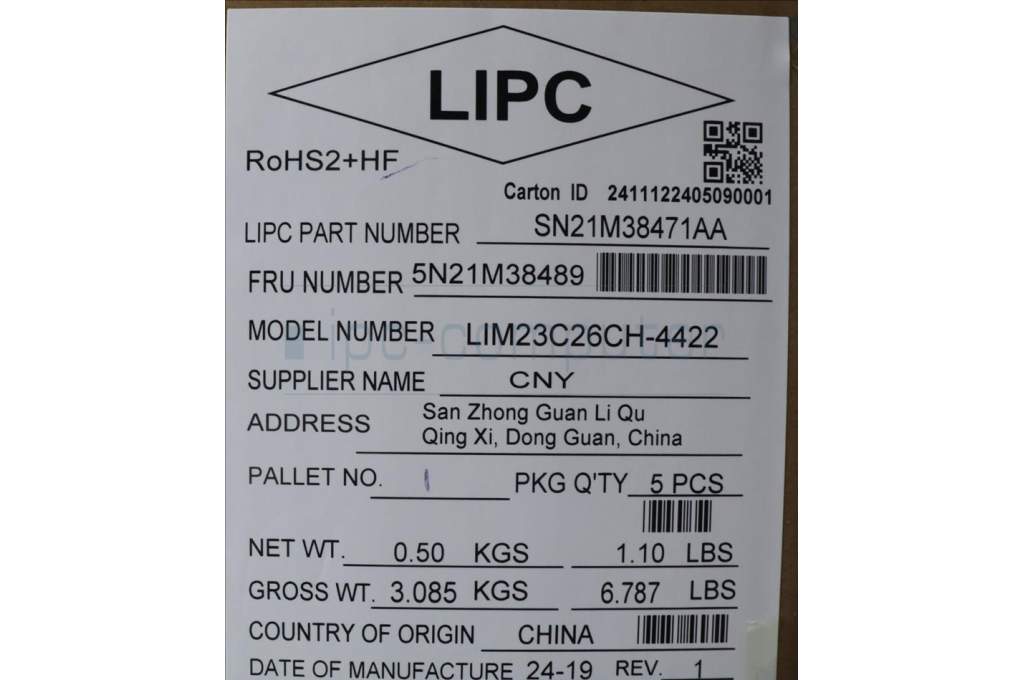 LIPC
RoHS2+HF
Carton ID 2411122405090001
LIPC PART NUMBER SN21M38471AA
FRU NUMBER 5N21M38489
MODEL NUMBER LIM23C26CH-4422
ipc-computer
SUPPLIER NAME CNY
ADDRESS San Zhong Guan Li Qu
Qing Xi, Dong Guan, China
PALLET NO. 1 PKG Q'TY 5 PCS
NET WT. 0.50 KGS 1.10 LBS
GROSS WT. 3.085 KGS 6.787 LBS
COUNTRY OF ORIGIN CHINA
DATE OF MANUFACTURE 24-19 REV. 1